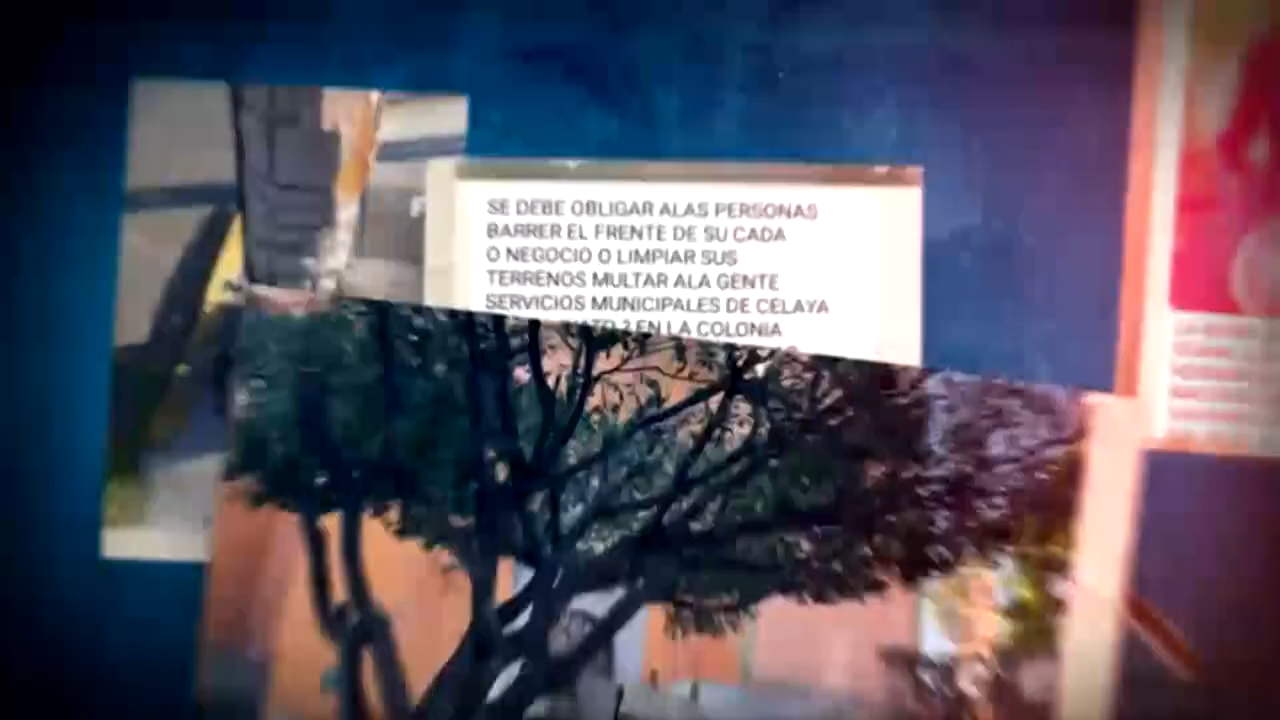 SE DEBE OBLIGAR ALAS PERSONAS
BARRER EL FRENTE DE SU CADA
O NEGOCIO O LIMPIAR SUS
TERRENOS MULTAR ALA GENTE
SERVICIOS MUNICIPALES DE CELAYA
2 EN LA COLONIA